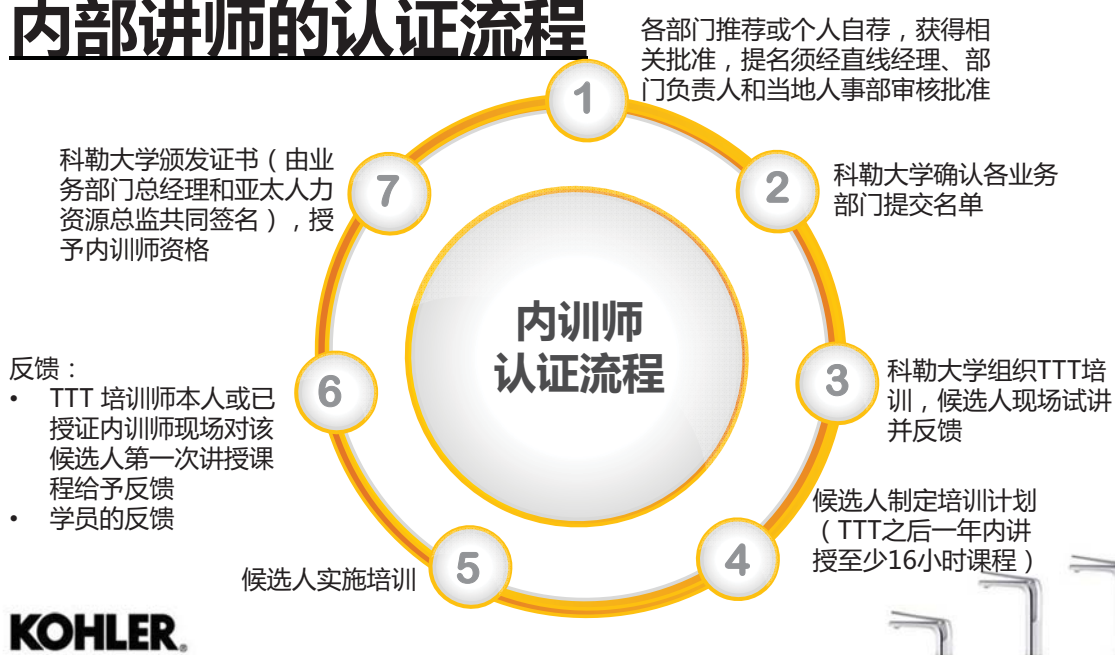 内部讲师的认证流程
各部门推荐或个人自荐，获得相
关批准，提名须经直线经理、部
门负责人和当地人事部审核批准
1
2
科勒大学确认各业务
部门提交名单
3
科勒大学组织TTT培
训，候选人现场试讲
并反馈
4
候选人制定培训计划
（TTT之后一年内讲
授至少16小时课程）
5
候选人实施培训
6
反馈：
• TTT 培训师本人或已
授证内训师现场对该
候选人第一次讲授课
程给予反馈
• 学员的反馈
7
科勒大学颁发证书（由业
务部门总经理和亚太人力
资源总监共同签名），授
予内训师资格
内训师
认证流程
KOHLER®